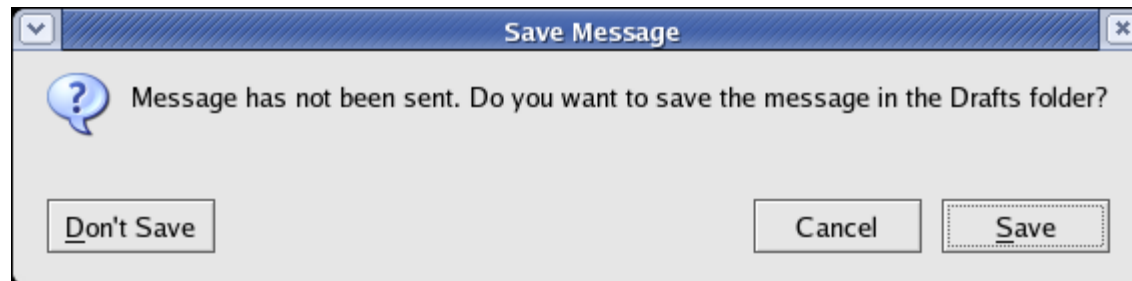 Save Message
Message has not been sent. Do you want to save the message in the Drafts folder?
Don't Save
Cancel
Save